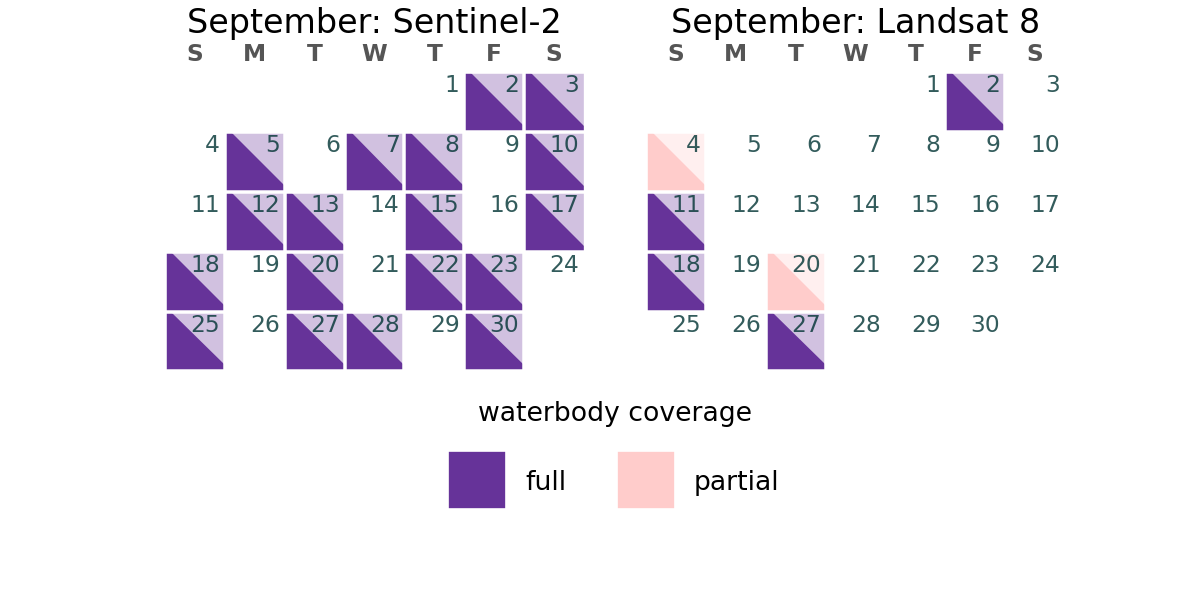 September: Sentinel-2
S M T W T F S
1 2 3
4 5 6 7 8 9 10
11 12 13 14 15 16 17
18 19 20 21 22 23 24
25 26 27 28 29 30
September: Landsat 8
S M T W T F S
1 2 3
4 5 6 7 8 9 10
11 12 13 14 15 16 17
18 19 20 21 22 23 24
25 26 27 28 29 30
waterbody coverage
full partial